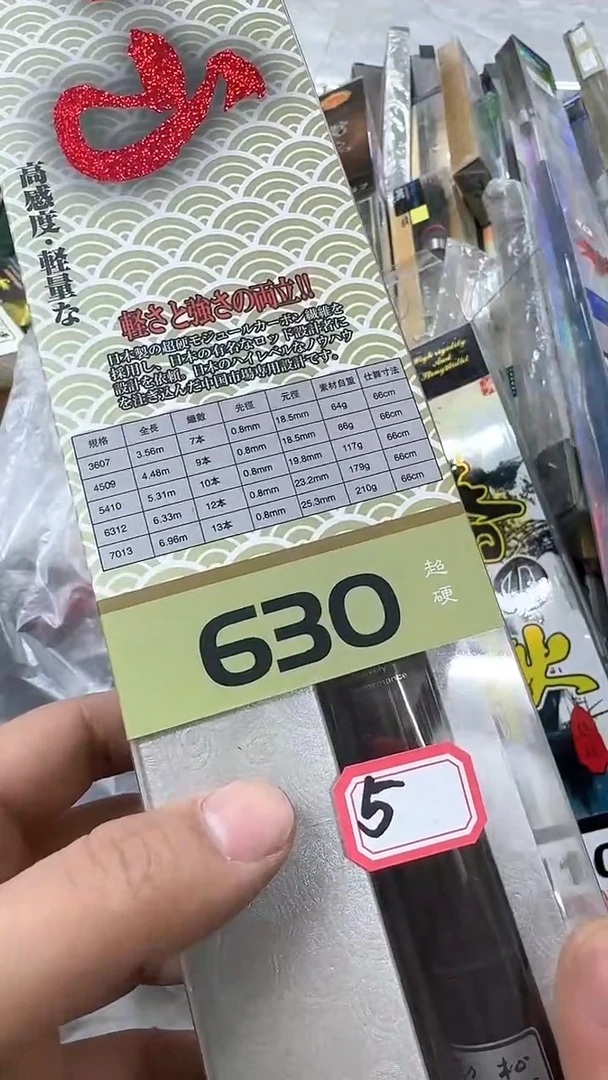 高感度・軽量な
軽さと強さの両立!!
日本製の超硬モジュールカーボン繊維を
採用し、日本の有名なロッド設計者に
設計を依頼。日本のハイレベルなノウハウ
を注ぎ込んだ中国市場専用設計です。
規格 全長 継数 先径 元径 素材自重 仕舞寸法
3607 3.56m 7本 0.8mm 18.5mm 64g 66cm
4509 4.48m 9本 0.8mm 18.5mm 86g 66cm
5410 5.31m 10本 0.8mm 19.8mm 117g 66cm
6312 6.33m 12本 0.8mm 23.2mm 179g 66cm
7013 6.96m 13本 0.8mm 25.3mm 210g 66cm
630
超硬
5
High quality
And